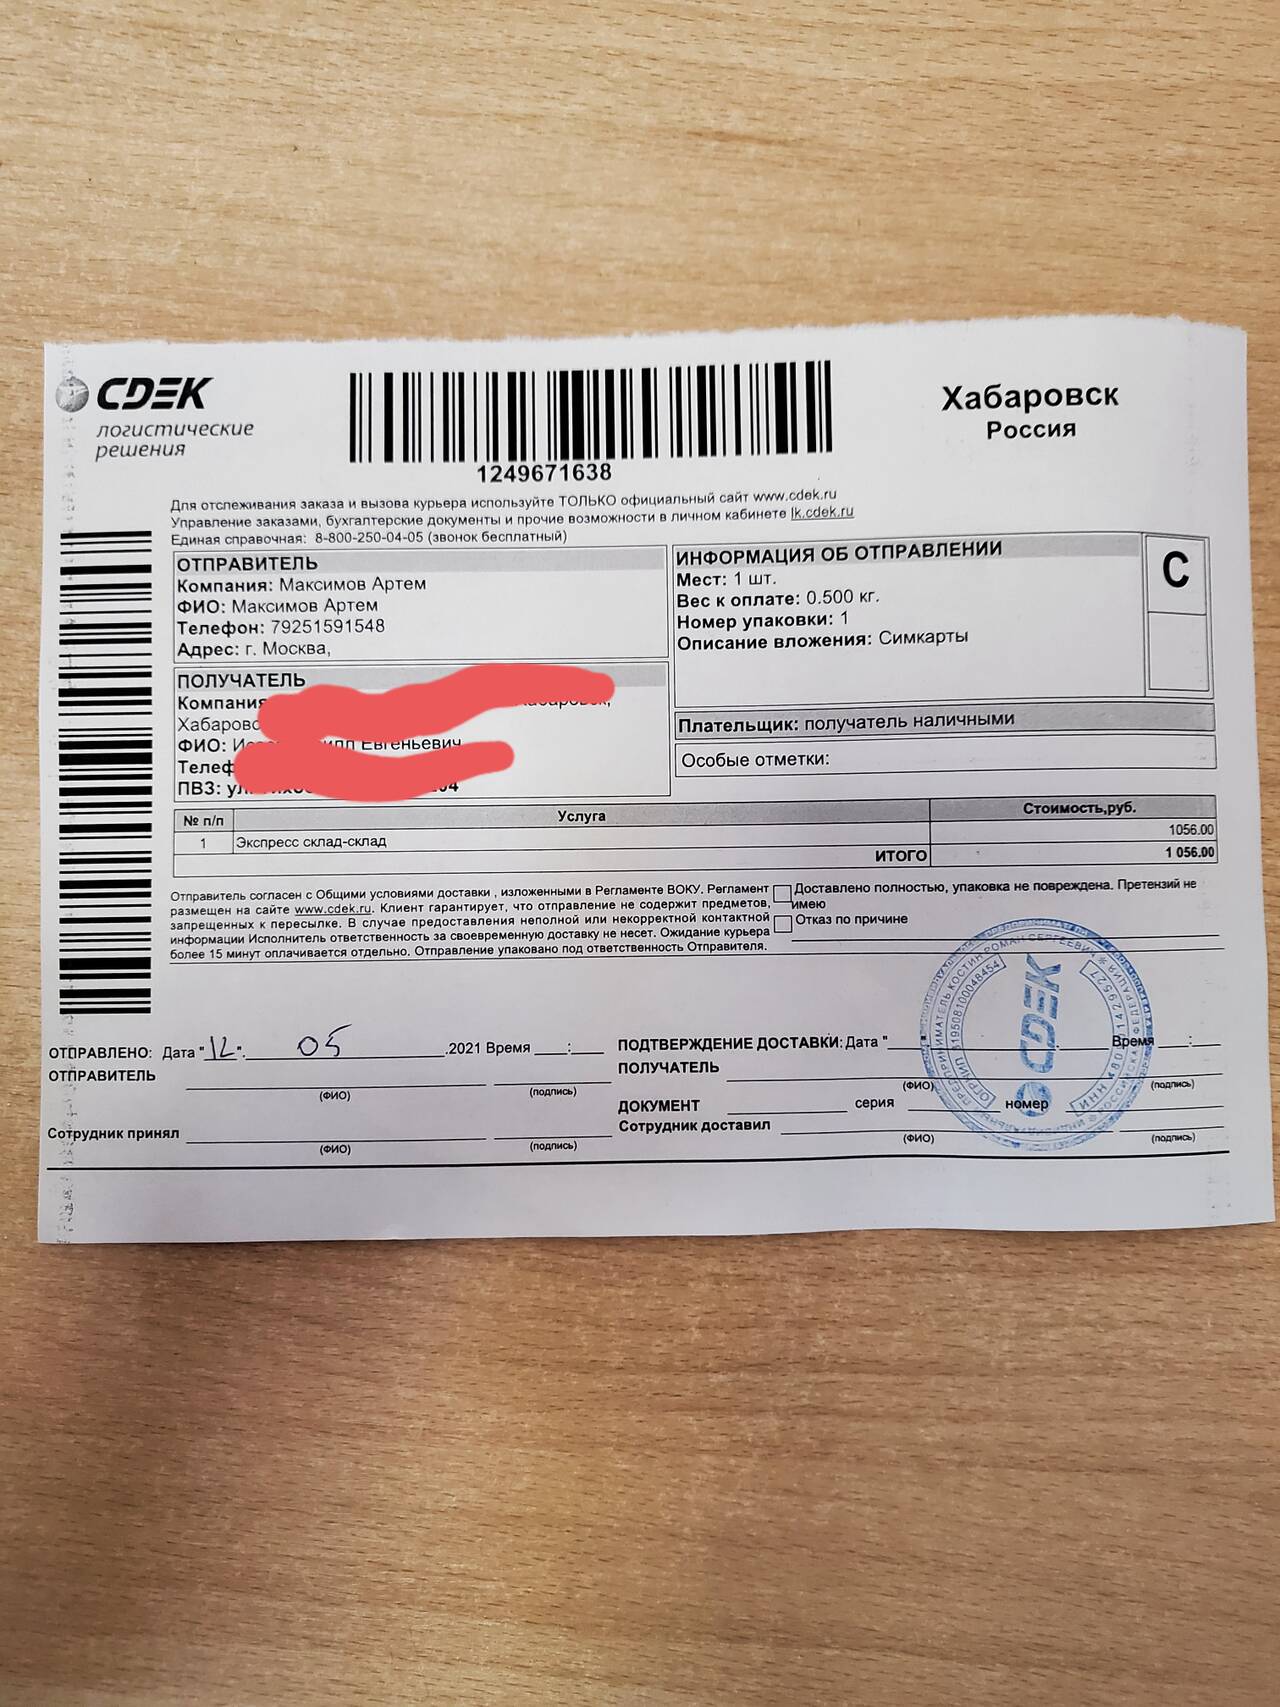 CDEK
логистические
решения
1249671638
Хабаровск
Россия
Для отслеживания заказа и вызова курьера используйте ТОЛЬКО официальный сайт www.cdek.ru
Управление заказами, бухгалтерские документы и прочие возможности в личном кабинете lk.cdek.ru
Единая справочная: 8-800-250-04-05 (звонок бесплатный)
ОТПРАВИТЕЛЬ
Компания: Максимов Артем
ФИО: Максимов Артем
Телефон: 79251591548
Адрес: г. Москва,
ПОЛУЧАТЕЛЬ
Компания
ФИО: Евгеньевич
ПВЗ:
ИНФОРМАЦИЯ ОБ ОТПРАВЛЕНИИ
Мест: 1 шт.
Вес к оплате: 0.500 кг.
Номер упаковки: 1
Описание вложения: Симкарты
С
Плательщик: получатель наличными
Особые отметки:
№ п/п Услуга Стоимость,руб.
1 Экспресс склад-склад 1056.00
ИТОГО 1 056.00
Отправитель согласен с Общими условиями доставки , изложенными в Регламенте ВОКУ. Регламент
размещен на сайте www.cdek.ru. Клиент гарантирует, что отправление не содержит предметов,
запрещенных к пересылке. В случае предоставления неполной или некорректной контактной
информации Исполнитель ответственность за своевременную доставку не несет. Ожидание курьера
более 15 минут оплачивается отдельно. Отправление упаковано под ответственность Отправителя.
Доставлено полностью, упаковка не повреждена. Претензий не
имею
Отказ по причине
ОТПРАВЛЕНО: Дата "12". 05 .2021 Время __:__
ОТПРАВИТЕЛЬ
(ФИО) (подпись)
Сотрудник принял
(ФИО) (подпись)
ПОДТВЕРЖДЕНИЕ ДОСТАВКИ: Дата " Время __:__
ПОЛУЧАТЕЛЬ
(ФИО) (подпись)
ДОКУМЕНТ серия номер
Сотрудник доставил
(ФИО) (подпись)
CDEK